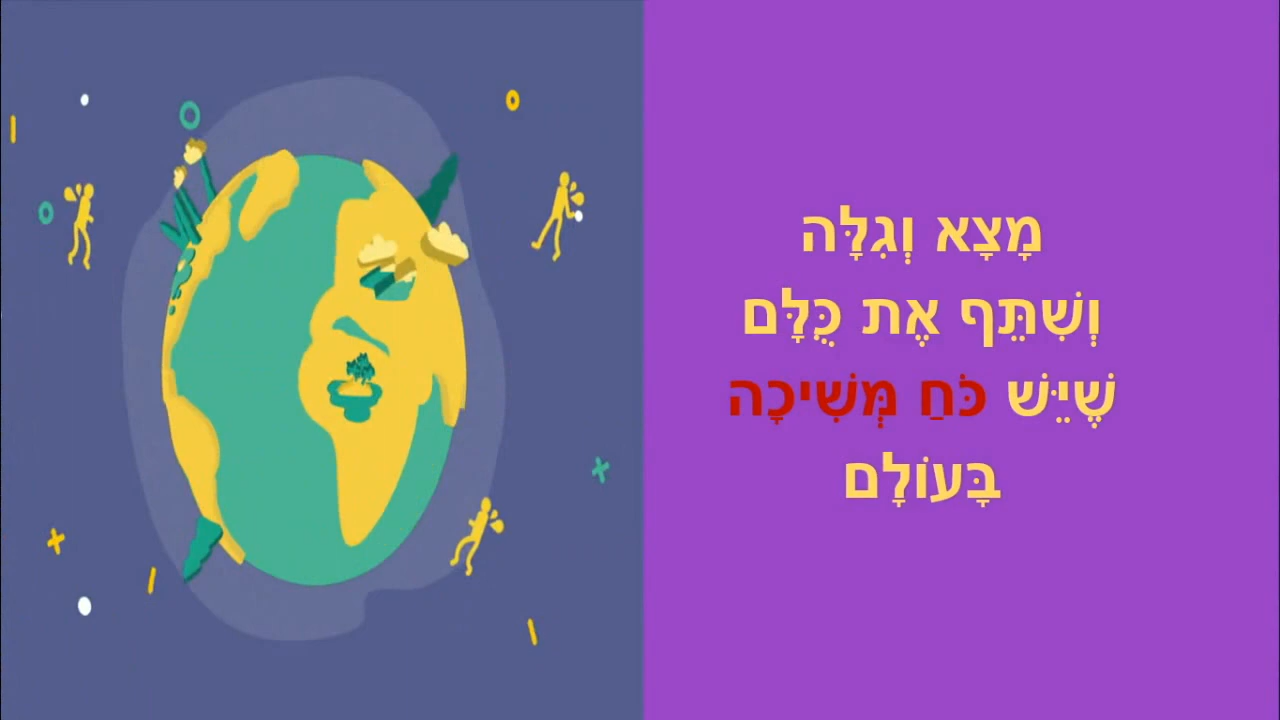 מָצָא וְגִלָּה
וְשִׁתֵּף אֶת כֻּלָּם
שֶׁיֵּשׁ כֹּחַ מְּשִׁיכָה
בָּעוֹלָם